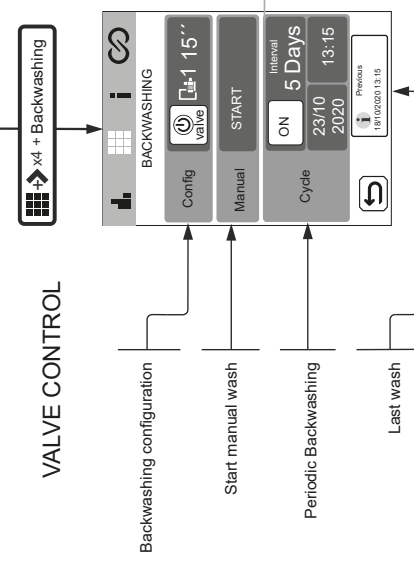 VALVE CONTROL
x4 + Backwashing
BACKWASHING
Config
valve
1 15´´
Manual
START
Cycle
ON
Interval
5 Days
23/10
2020
13:15
i
Previous
18/10/2020 13:15
Backwashing configuration
Start manual wash
Periodic Backwashing
Last wash